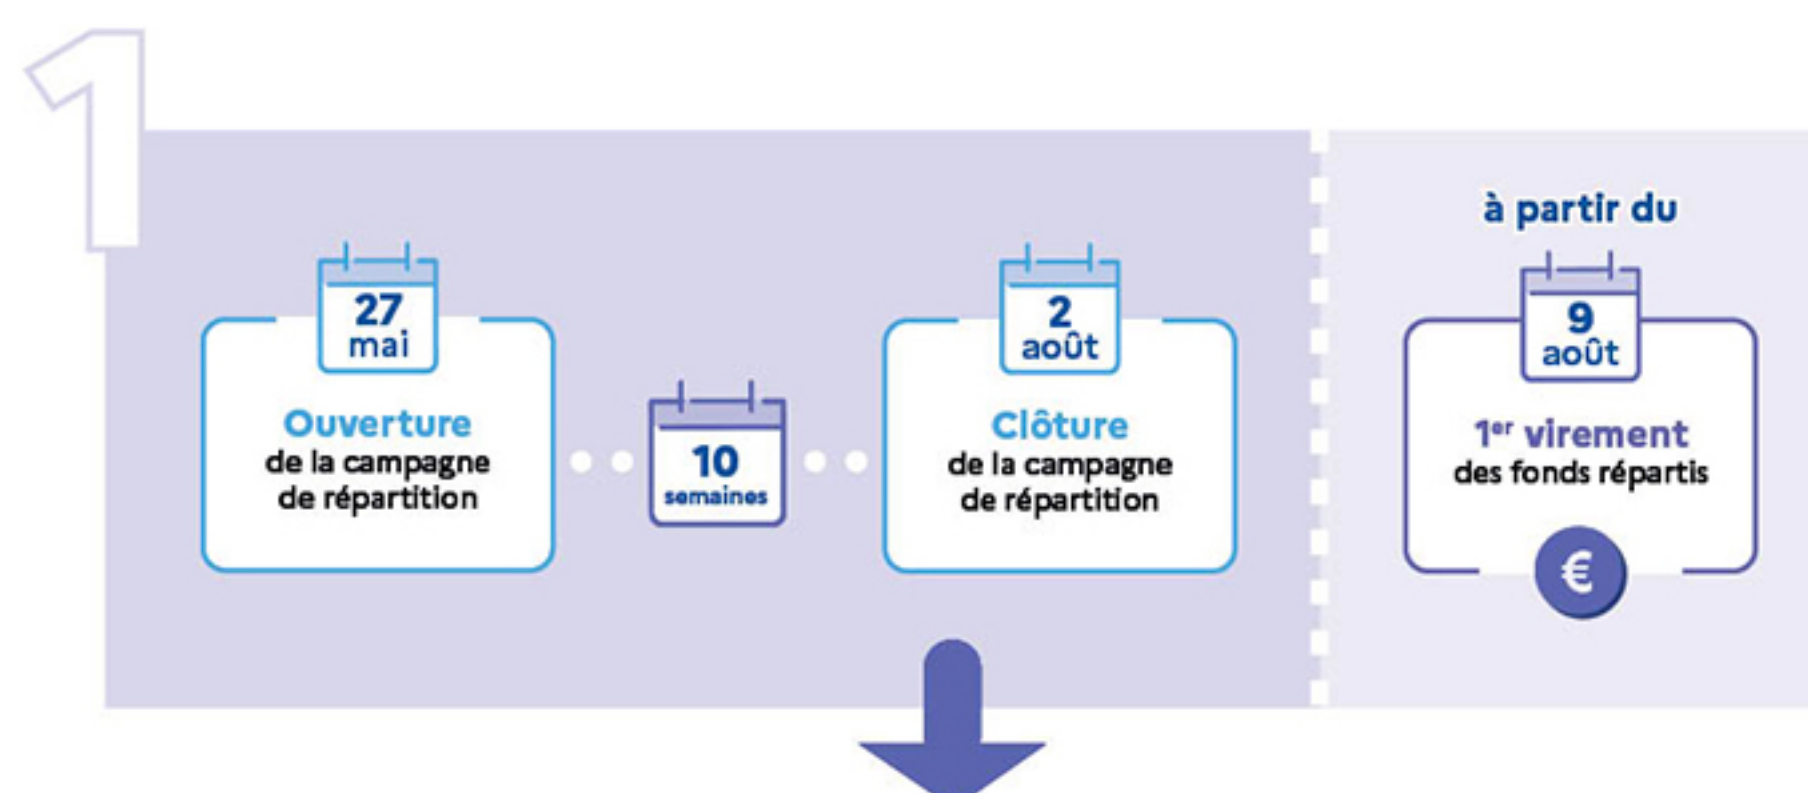 1
27
mai
Ouverture
de la campagne
de répartition
10
semaines
2
août
Clôture
de la campagne
de répartition
à partir du
9
août
1er virement
des fonds répartis
€